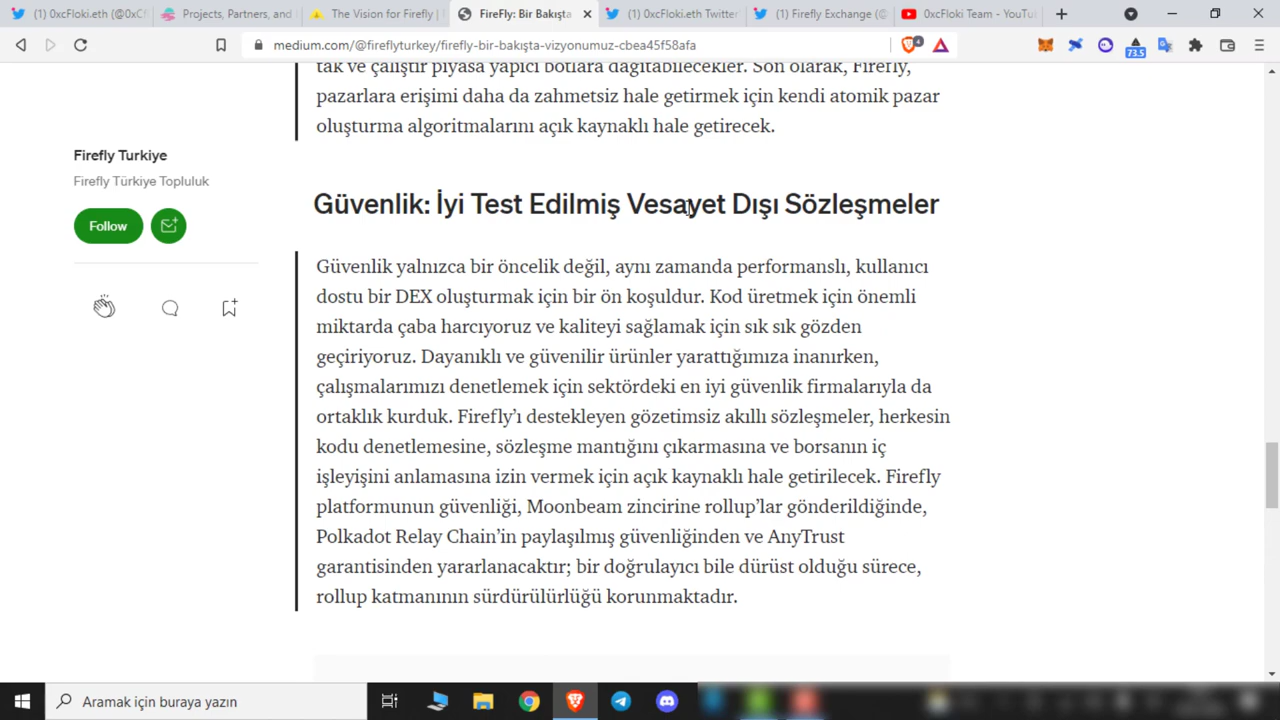 (1) 0xcFloki.eth (@0xCf
Projects, Partners, and
The Vision for Firefly |
FireFly: Bir Bakışta
(1) 0xcFloki.eth Twitter
(1) Firefly Exchange (@
0xcFloki Team - YouTu
medium.com/@fireflyturkey/firefly-bir-bakışta-vizyonumuz-cbea45f58afa
4
73.5
tak ve çalıştır piyasa yapıcı botlara dağıtabilecekler. Son olarak, Firefly,
pazarlara erişimi daha da zahmetsiz hale getirmek için kendi atomik pazar
oluşturma algoritmalarını açık kaynaklı hale getirecek.
Firefly Turkiye
Firefly Türkiye Topluluk
Follow
Güvenlik: İyi Test Edilmiş Vesayet Dışı Sözleşmeler
Güvenlik yalnızca bir öncelik değil, aynı zamanda performanslı, kullanıcı
dostu bir DEX oluşturmak için bir ön koşuldur. Kod üretmek için önemli
miktarda çaba harcıyoruz ve kaliteyi sağlamak için sık sık gözden
geçiriyoruz. Dayanıklı ve güvenilir ürünler yarattığımıza inanırken,
çalışmalarımızı denetlemek için sektördeki en iyi güvenlik firmalarıyla da
ortaklık kurduk. Firefly’ı destekleyen gözetimsiz akıllı sözleşmeler, herkesin
kodu denetlemesine, sözleşme mantığını çıkarmasına ve borsanın iç
işleyişini anlamasına izin vermek için açık kaynaklı hale getirilecek. Firefly
platformunun güvenliği, Moonbeam zincirine rollup’lar gönderildiğinde,
Polkadot Relay Chain’in paylaşılmış güvenliğinden ve AnyTrust
garantisinden yararlanacaktır; bir doğrulayıcı bile dürüst olduğu sürece,
rollup katmanının sürdürülürlüğü korunmaktadır.
Aramak için buraya yazın